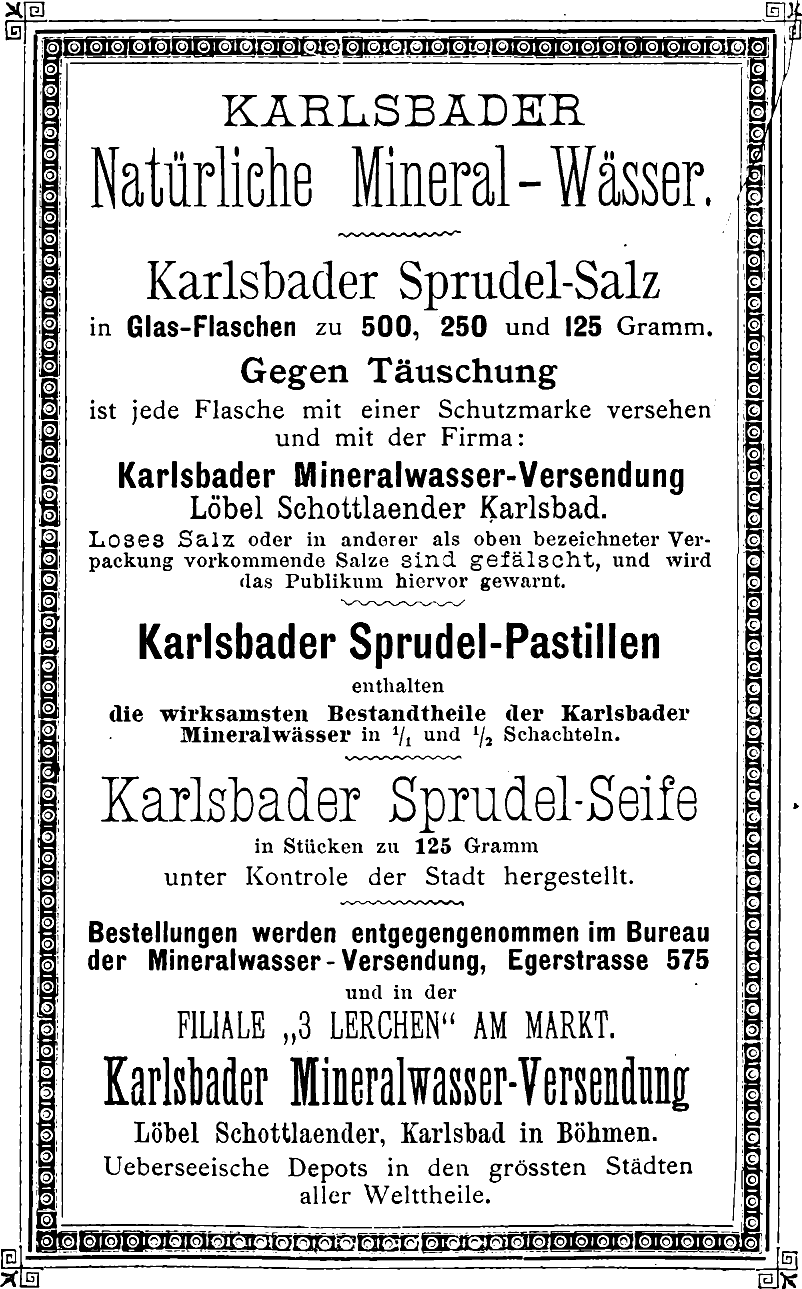 KARLSBADER
Natürliche Mineral-Wässer.
Karlsbader Sprudel-Salz
in Glas-Flaschen zu 500, 250 und 125 Gramm.
Gegen Täuschung
ist jede Flasche mit einer Schutzmarke versehen
und mit der Firma:
Karlsbader Mineralwasser-Versendung
Löbel Schottlaender Karlsbad.
Loses Salz oder in anderer als oben bezeichneter Ver-
packung vorkommende Salze sind gefälscht, und wird
das Publikum hiervor gewarnt.
Karlsbader Sprudel-Pastillen
enthalten
die wirksamsten Bestandtheile der Karlsbader
Mineralwässer in 1/1 und 1/2 Schachteln.
Karlsbader Sprudel-Seife
in Stücken zu 125 Gramm
unter Kontrole der Stadt hergestellt.
Bestellungen werden entgegengenommen im Bureau
der Mineralwasser-Versendung, Egerstrasse 575
und in der
FILIALE „3 LERCHEN“ AM MARKT.
Karlsbader Mineralwasser-Versendung
Löbel Schottlaender, Karlsbad in Böhmen.
Ueberseeische Depots in den grössten Städten
aller Welttheile.